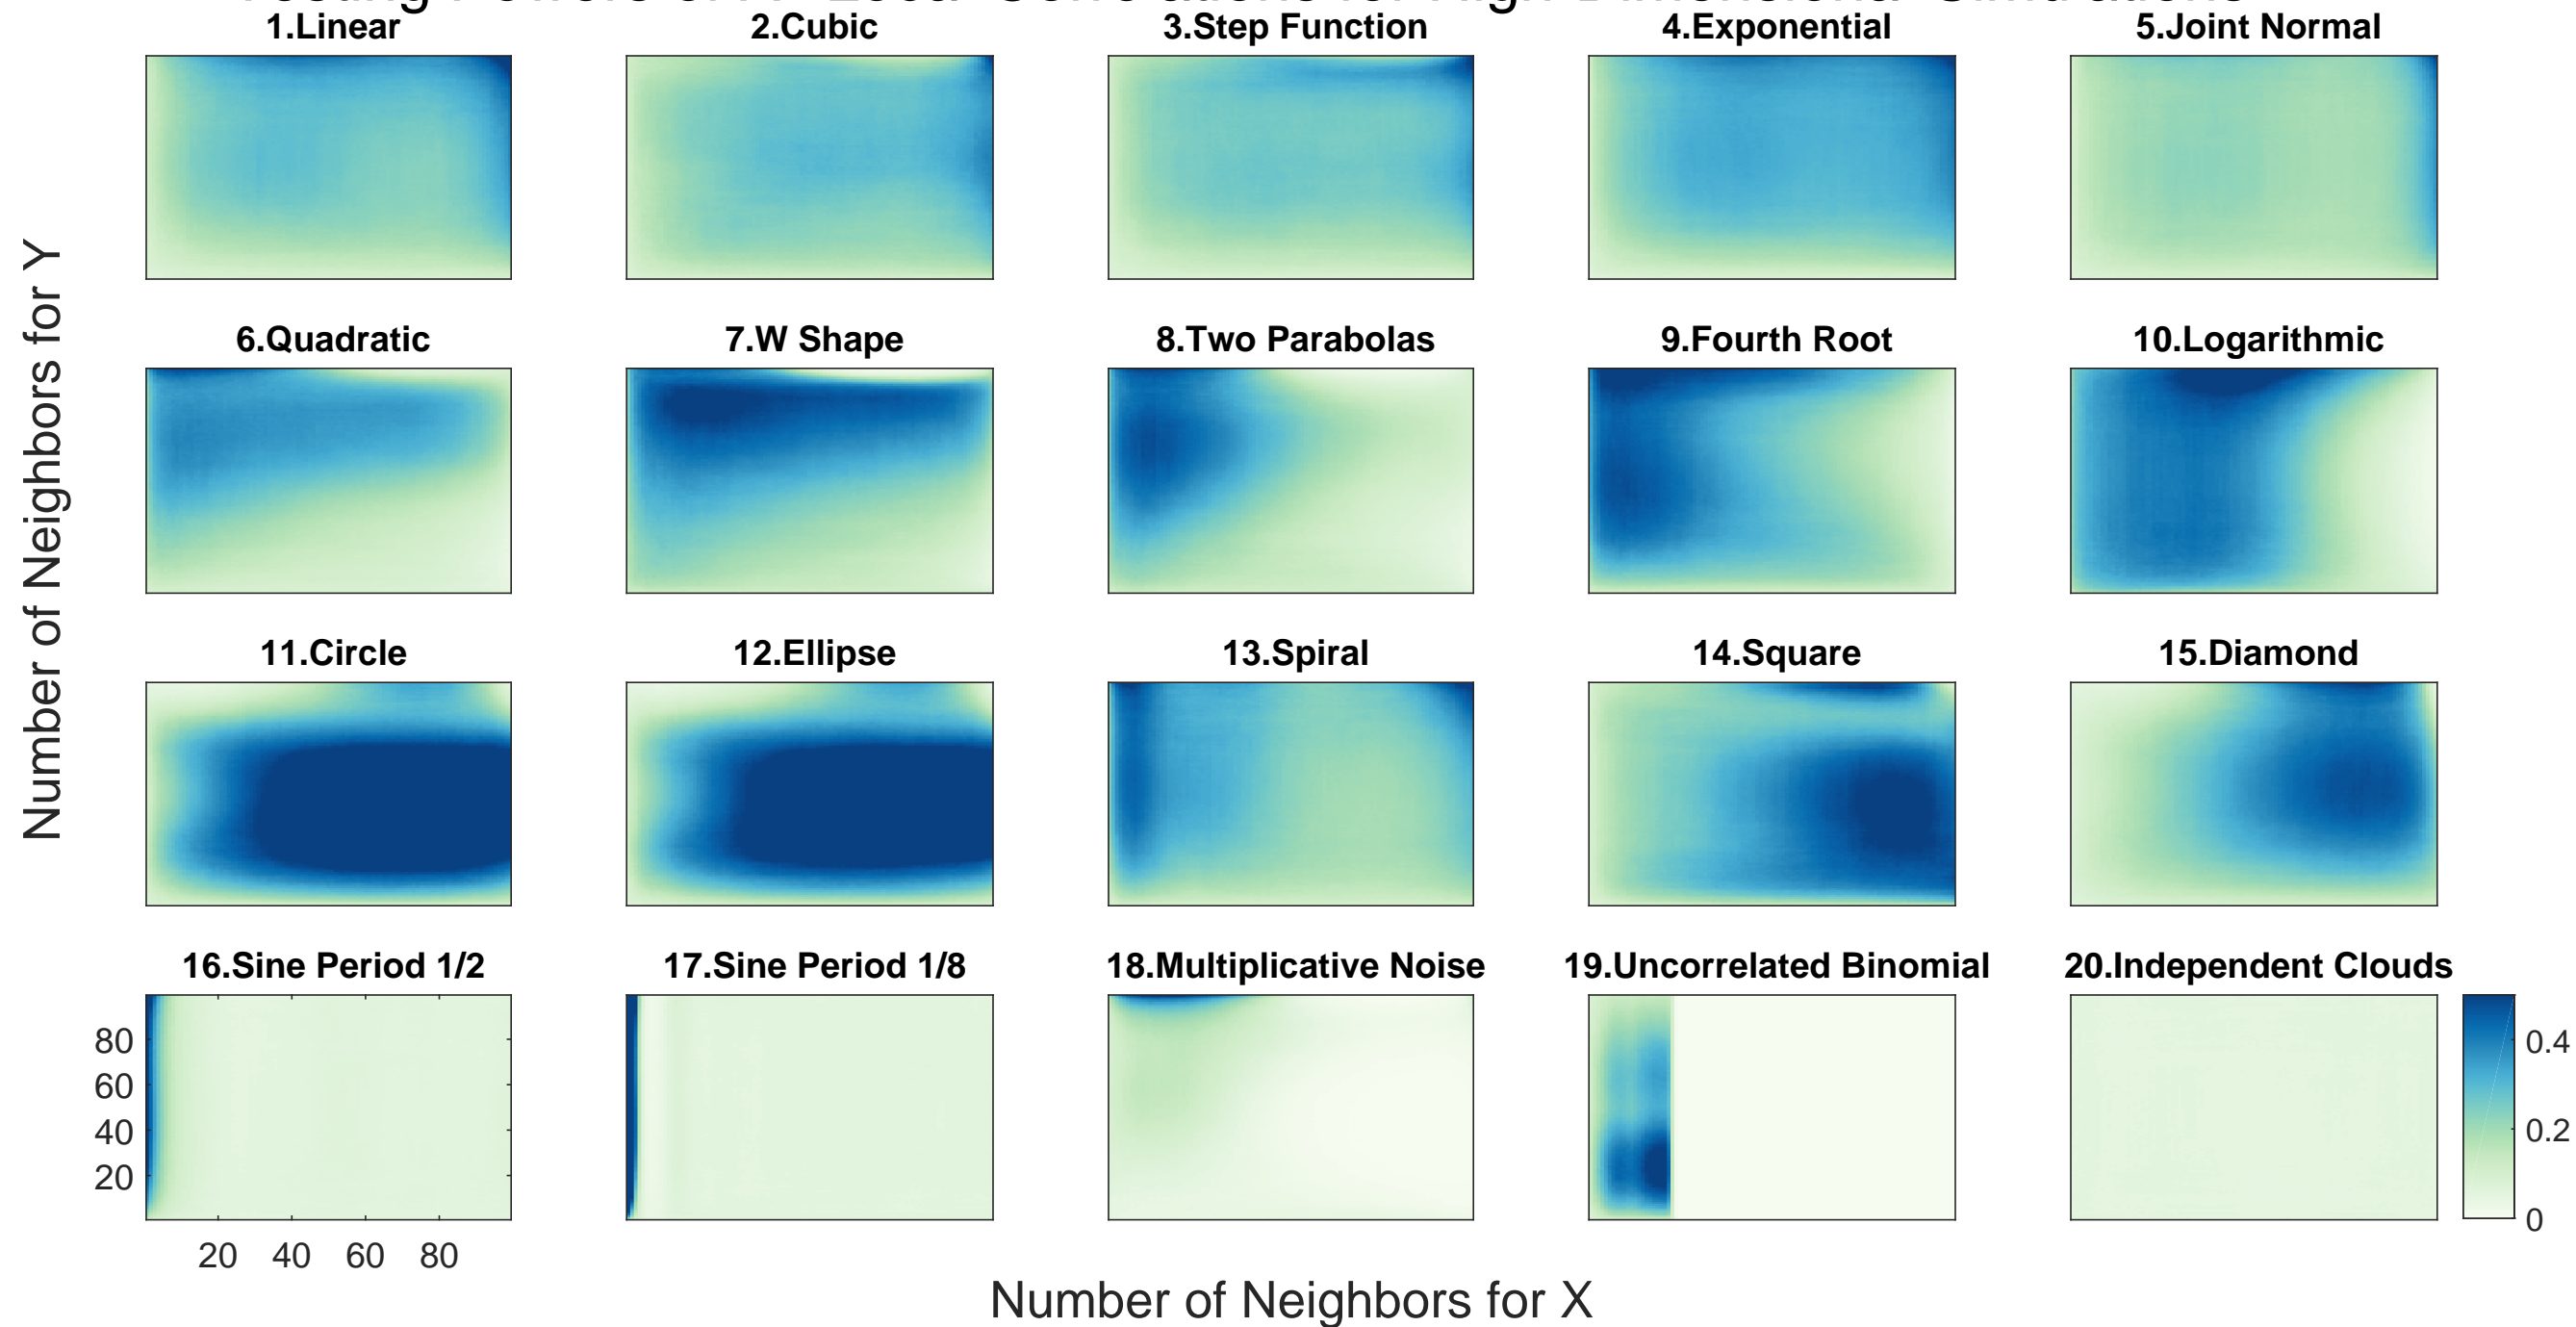 1.Linear
2.Cubic
3.Step Function
4.Exponential
5.Joint Normal
6.Quadratic
7.W Shape
8.Two Parabolas
9.Fourth Root
10.Logarithmic
11.Circle
12.Ellipse
13.Spiral
14.Square
15.Diamond
16.Sine Period 1/2
17.Sine Period 1/8
18.Multiplicative Noise
19.Uncorrelated Binomial
20.Independent Clouds
80
60
40
20
20 40 60 80
0.4
0.2
0
Number of Neighbors for Y
Number of Neighbors for X